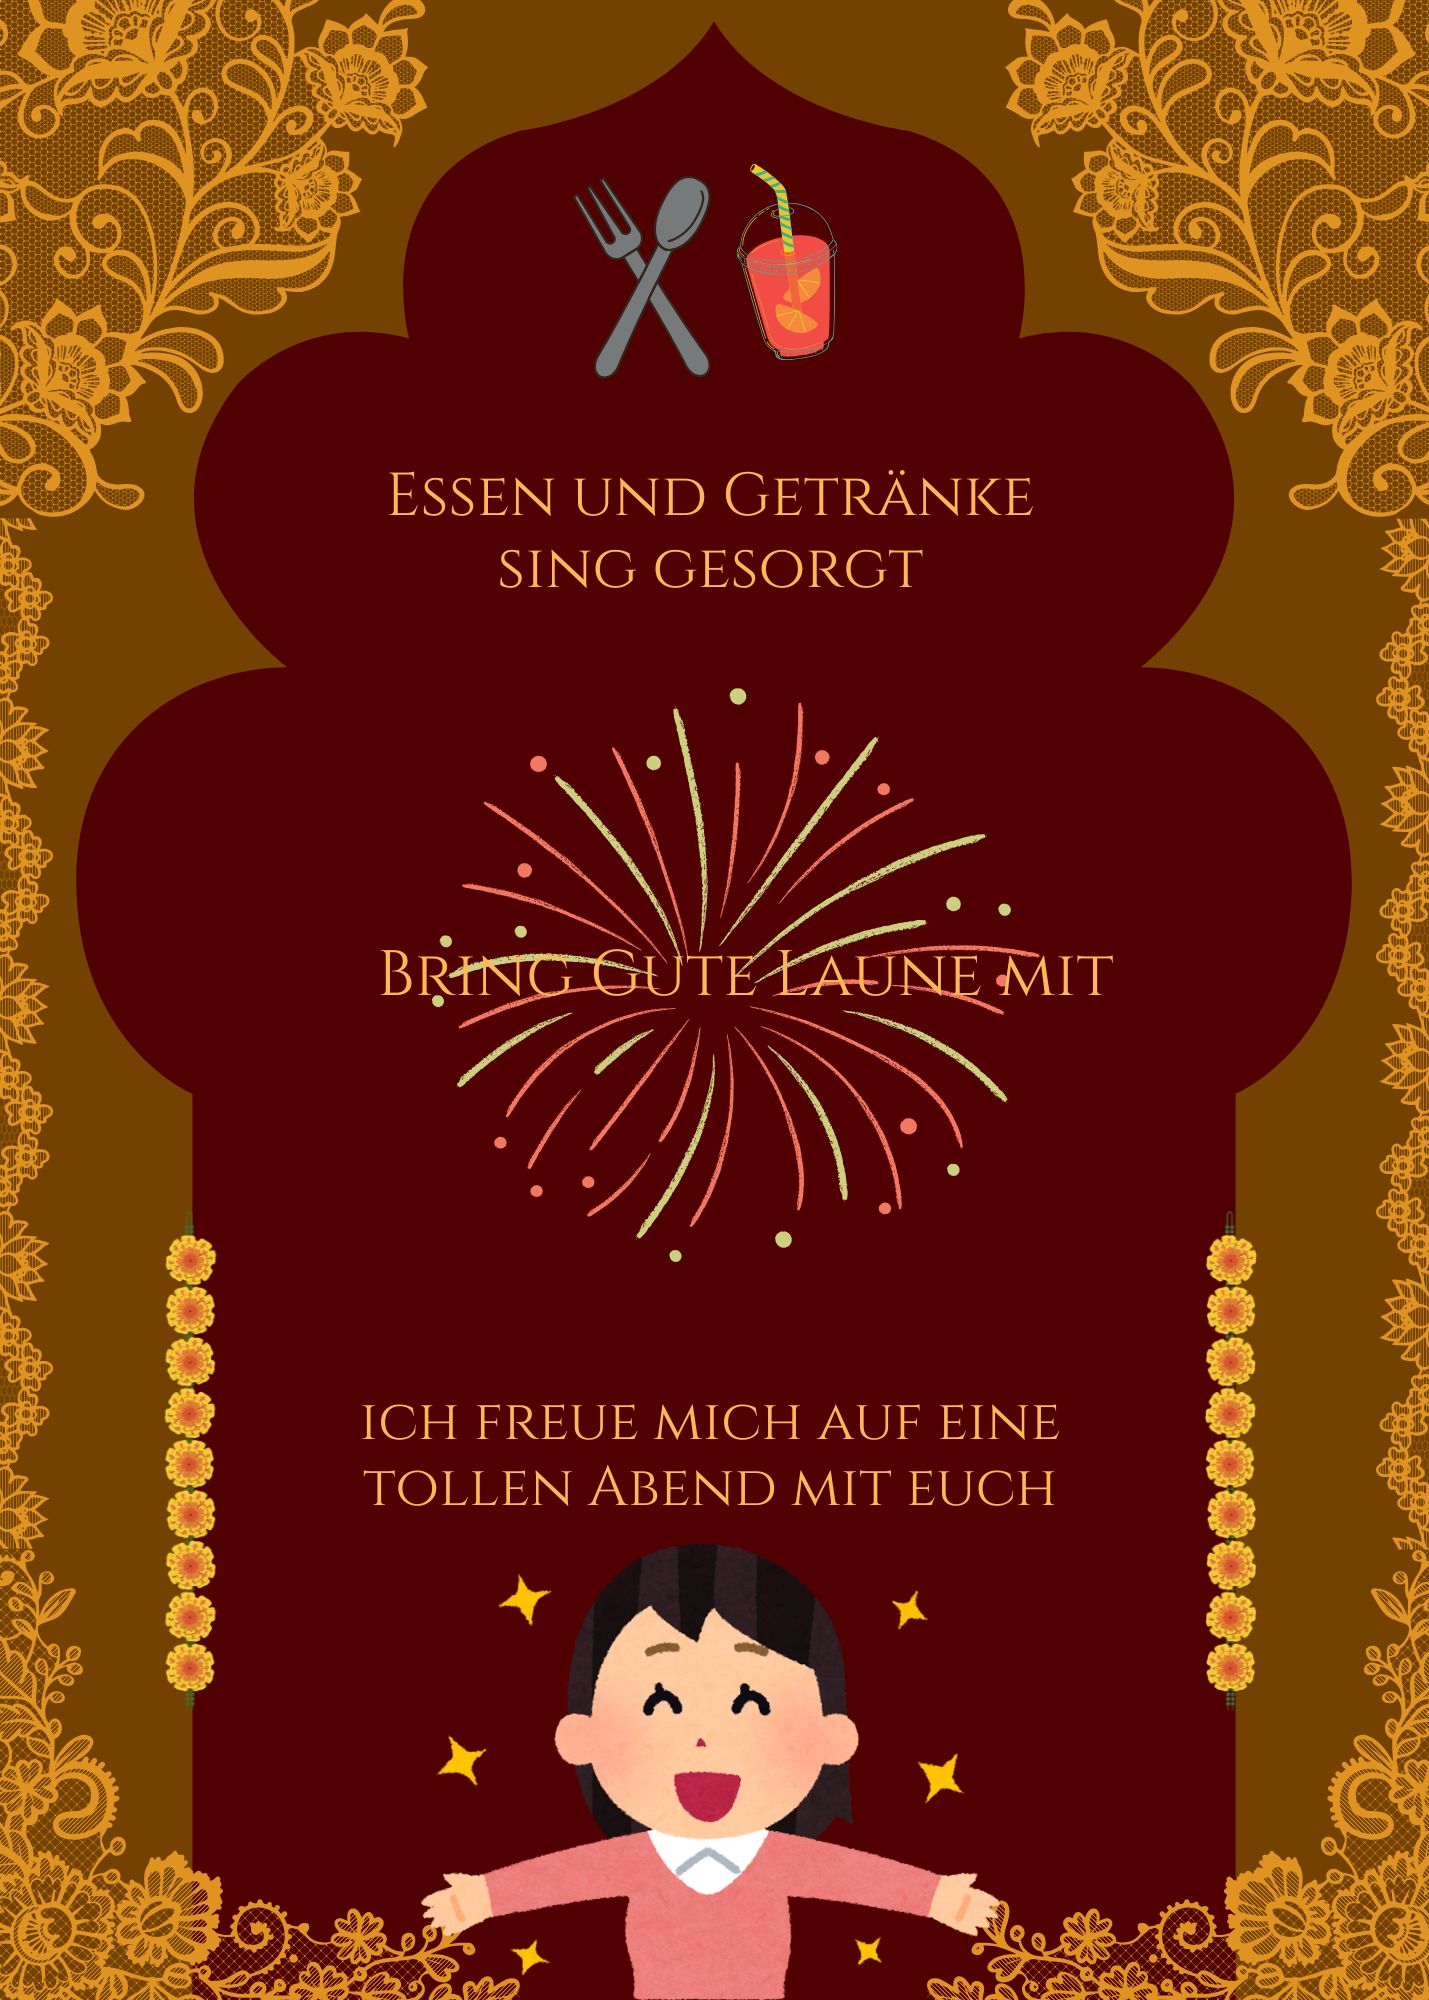 Essen und Getränke
sing gesorgt
Bring Gute Laune mit
ich freue mich auf eine
tollen Abend mit euch